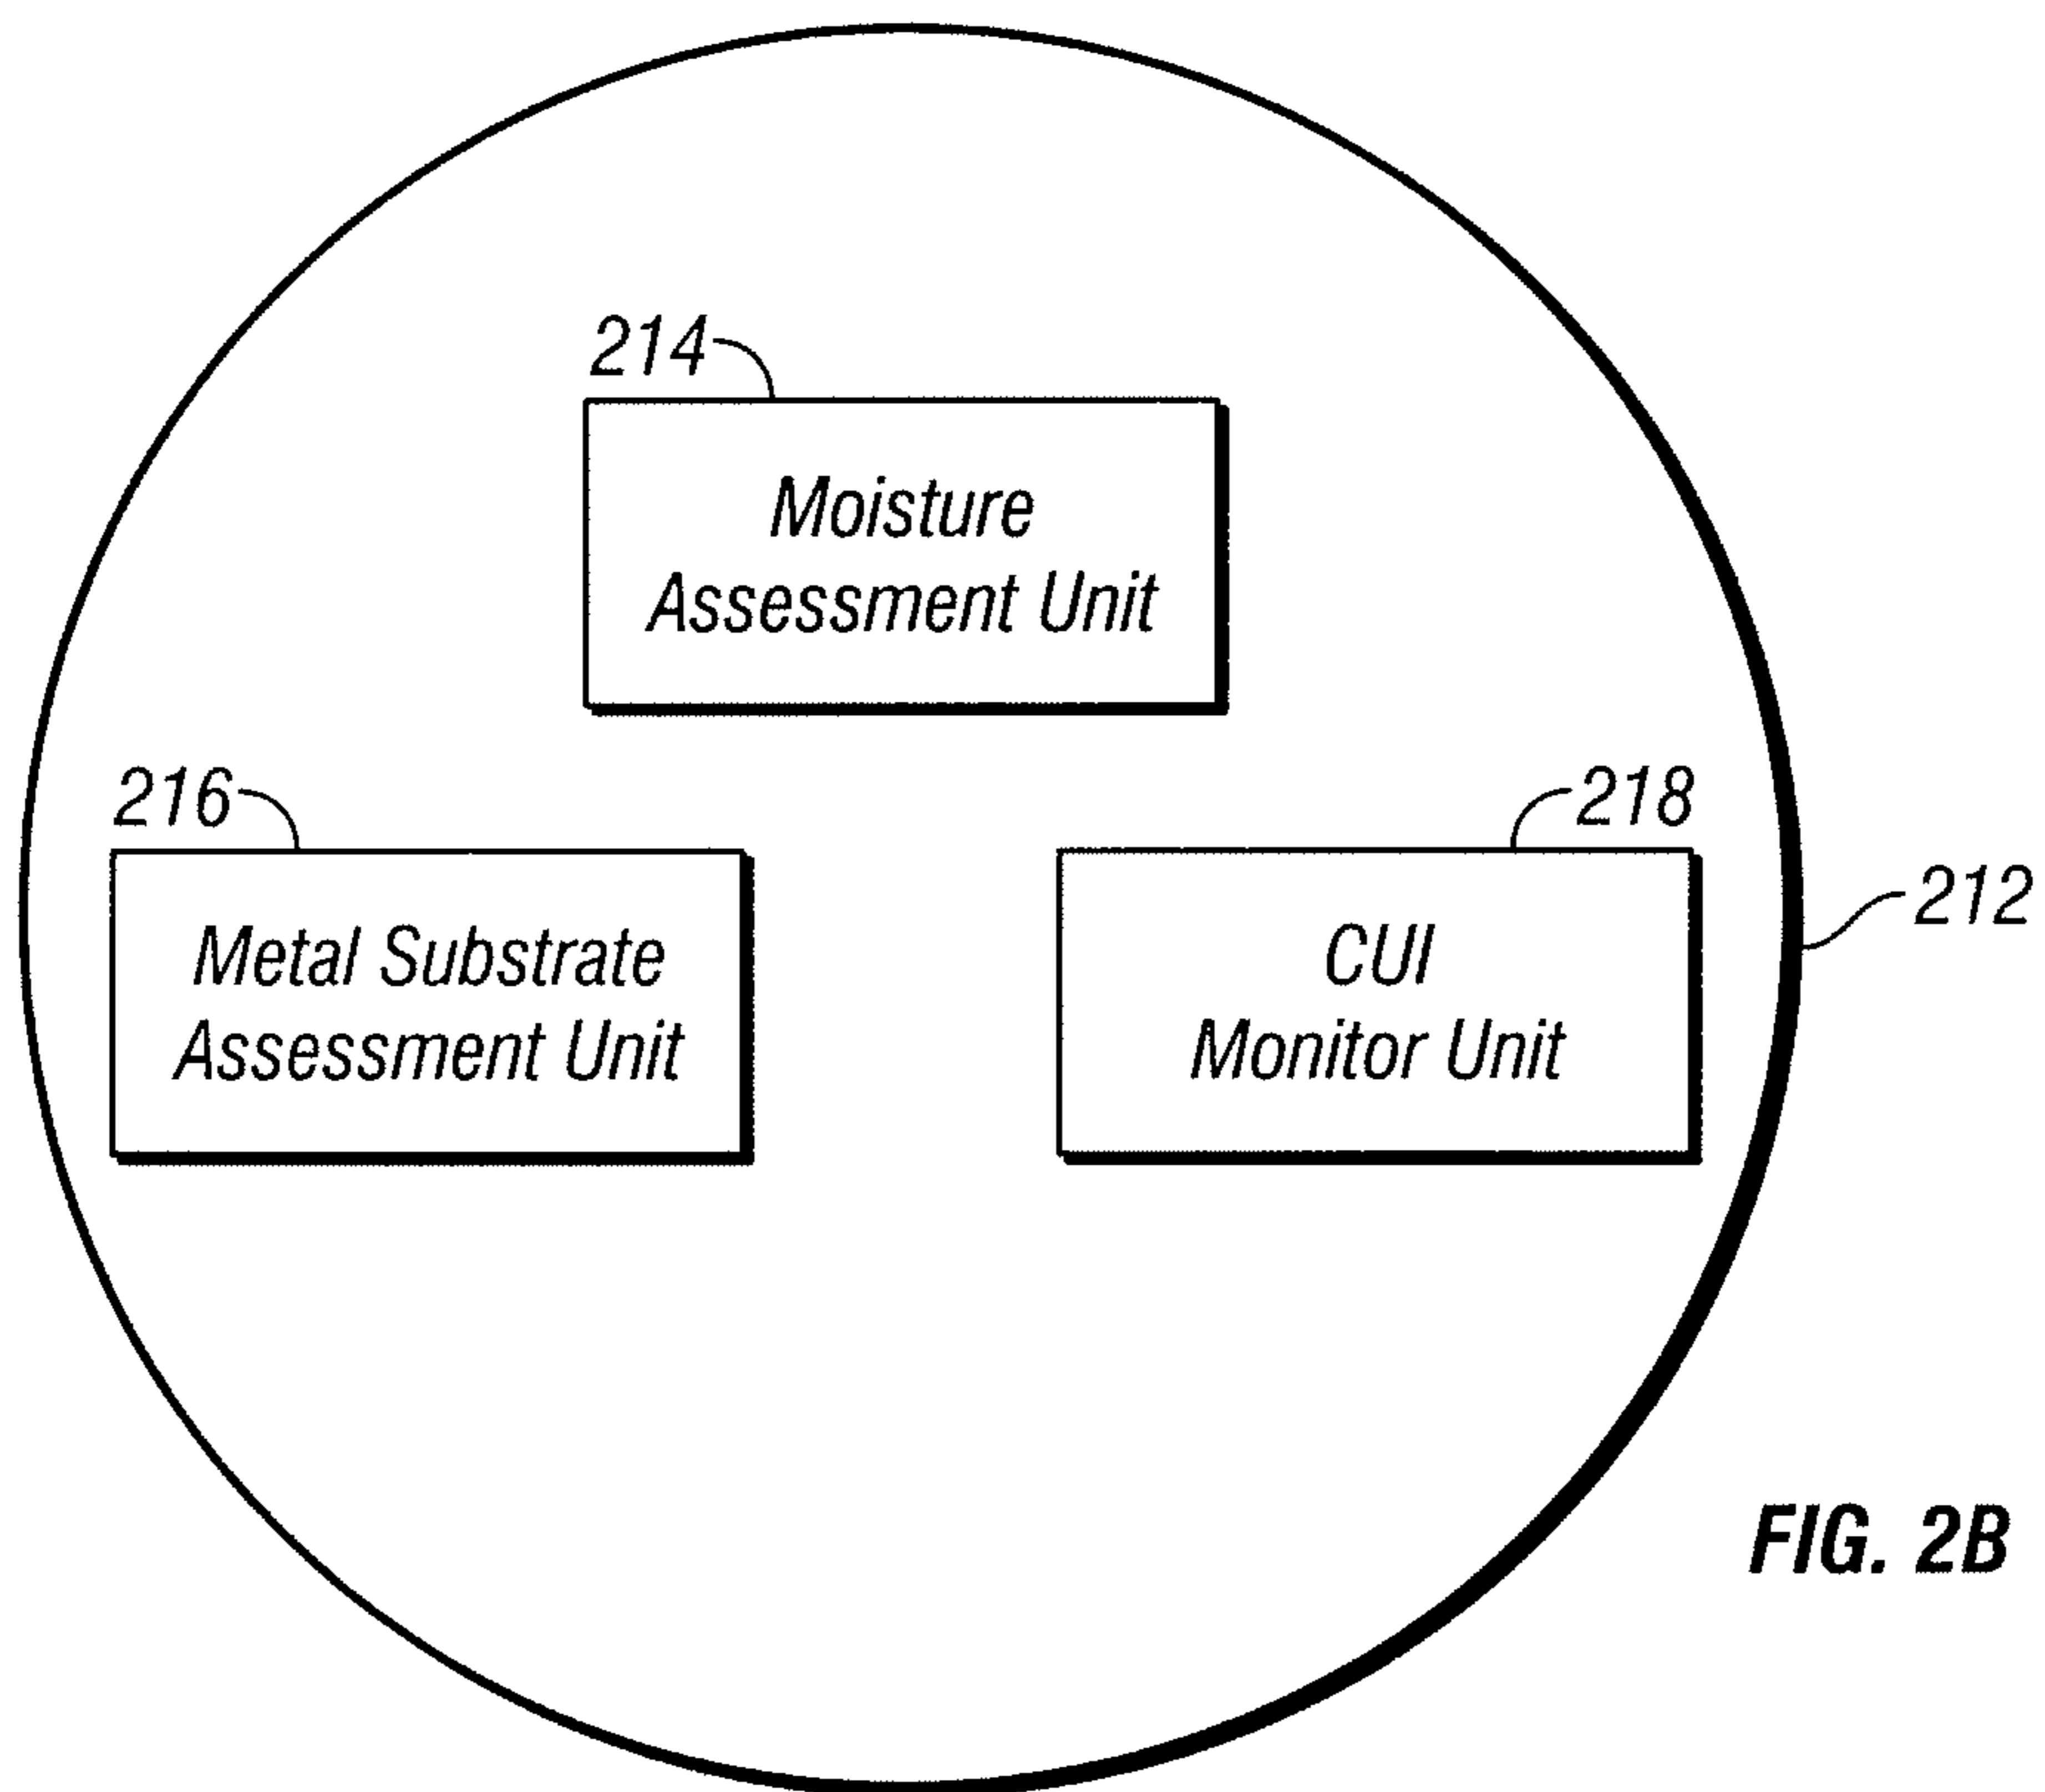 214
Moisture
Assessment Unit
216
Metal Substrate
Assessment Unit
218
CUI
Monitor Unit
212
FIG. 2B